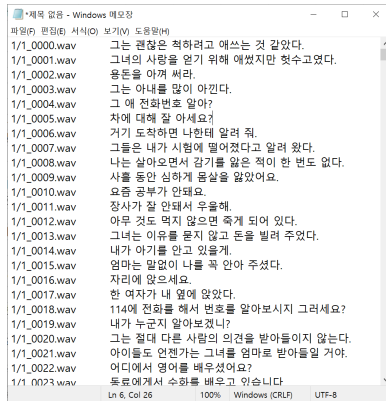 *제목 없음 - Windows 메모장
파일(F) 편집(E) 서식(O) 보기(V) 도움말(H)
1/1_0000.wav 그는 괜찮은 척하려고 애쓰는 것 같았다.
1/1_0001.wav 그녀의 사랑을 얻기 위해 애썼지만 헛수고였다.
1/1_0002.wav 용돈을 아껴 써라.
1/1_0003.wav 그는 아내를 많이 아낀다.
1/1_0004.wav 그 애 전화번호 알아?
1/1_0005.wav 차에 대해 잘 아세요?
1/1_0006.wav 거기 도착하면 나한테 알려 줘.
1/1_0007.wav 그들은 내가 시험에 떨어졌다고 알려 왔다.
1/1_0008.wav 나는 살아오면서 감기를 앓은 적이 한 번도 없다.
1/1_0009.wav 사흘 동안 심하게 몸살을 앓았어요.
1/1_0010.wav 요즘 공부가 안돼요.
1/1_0011.wav 장사가 잘 안돼서 우울해.
1/1_0012.wav 아무 것도 먹지 않으면 죽게 되어 있다.
1/1_0013.wav 그녀는 이유를 묻지 않고 돈을 빌려 주었다.
1/1_0014.wav 내가 아기를 안고 있을게.
1/1_0015.wav 엄마는 말없이 나를 꼭 안아 주셨다.
1/1_0016.wav 자리에 앉으세요.
1/1_0017.wav 한 여자가 내 옆에 앉았다.
1/1_0018.wav 114에 전화를 해서 번호를 알아보시지 그러세요?
1/1_0019.wav 내가 누군지 알아보겠니?
1/1_0020.wav 그는 절대 다른 사람의 의견을 받아들이지 않는다.
1/1_0021.wav 아이들도 언젠가는 그녀를 엄마로 받아들일 거야.
1/1_0022.wav 어디에서 영어를 배우셨어요?
1/1_0023.wav 동료에게서 수화를 배우고 있습니다
Ln 6, Col 26 100% Windows (CRLF) UTF-8